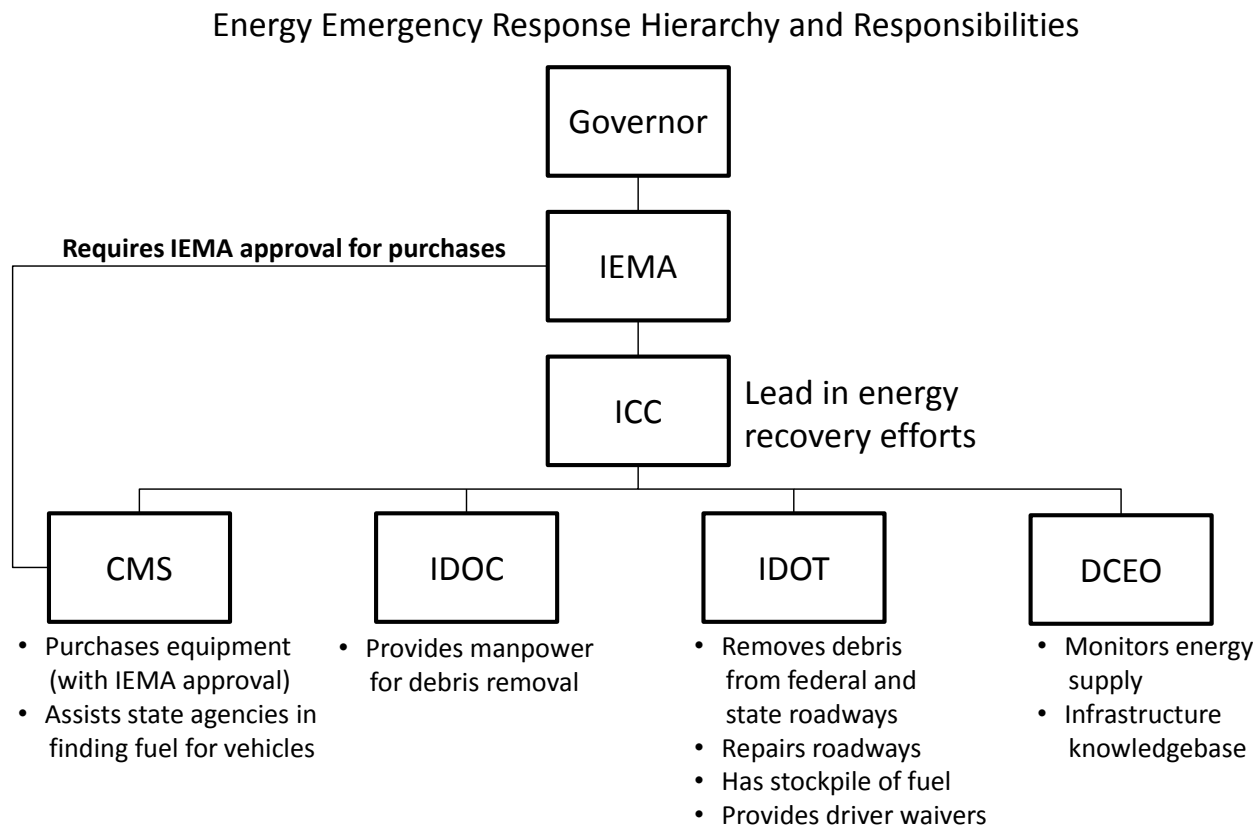 Energy Emergency Response Hierarchy and Responsibilities
Governor
Requires IEMA approval for purchases
IEMA
ICC
Lead in energy
recovery efforts
CMS
IDOC
IDOT
DCEO
• Purchases equipment
(with IEMA approval)
• Assists state agencies in
finding fuel for vehicles
• Provides manpower
for debris removal
• Removes debris
from federal and
state roadways
• Repairs roadways
• Has stockpile of fuel
• Provides driver waivers
• Monitors energy
supply
• Infrastructure
knowledgebase